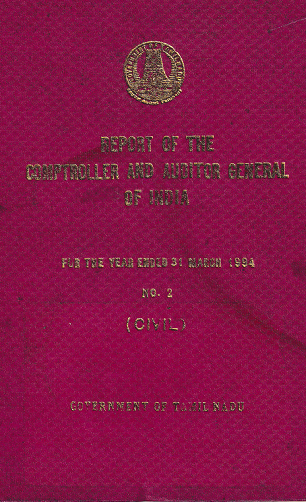 REPORT OF THE
COMPTROLLER AND AUDITOR GENERAL
OF INDIA
FOR THE YEAR ENDED 31 MARCH 1994
NO. 2
(CIVIL)
GOVERNMENT OF TAMIL NADU